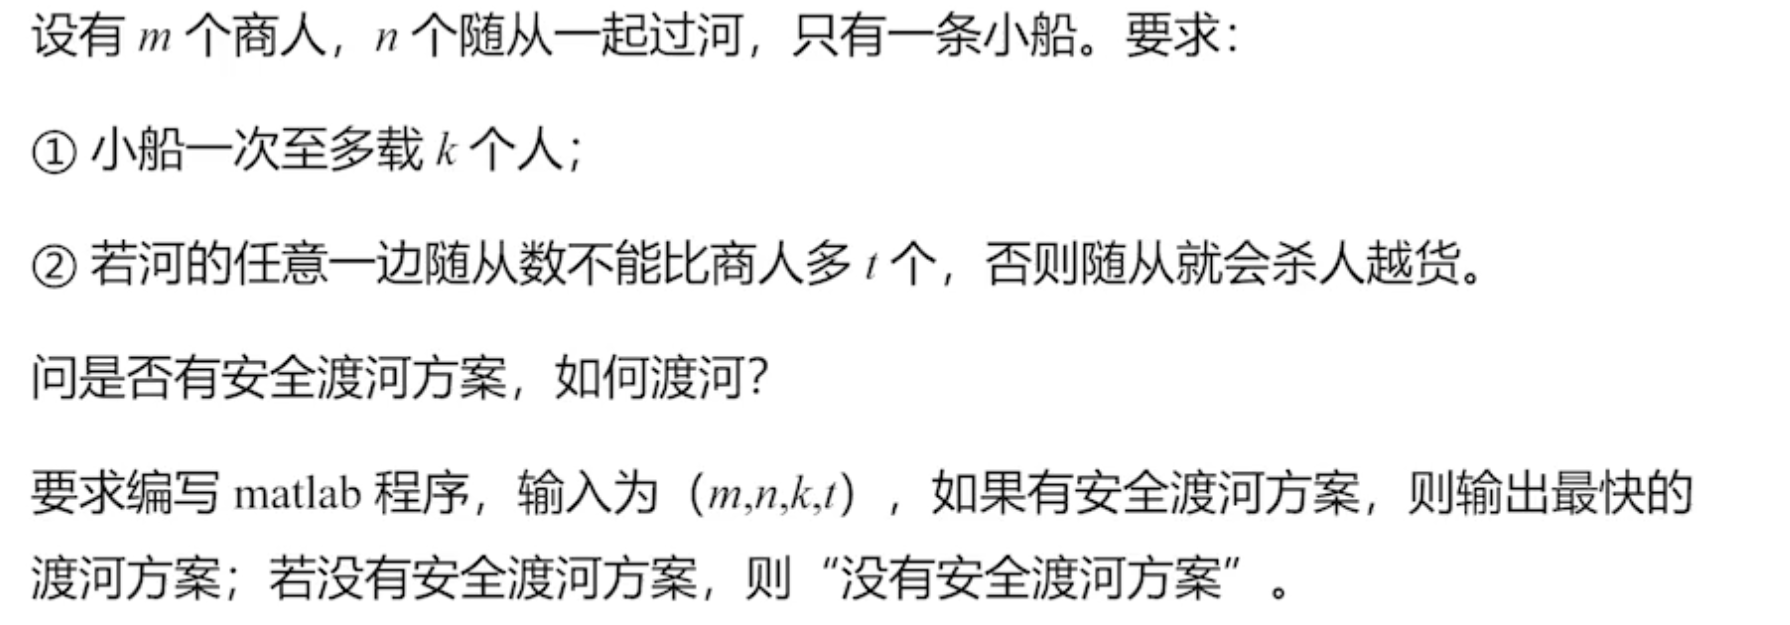 设有 m 个商人，n 个随从一起过河，只有一条小船。要求：
① 小船一次至多载 k 个人；
② 若河的任意一边随从数不能比商人多 t 个，否则随从就会杀人越货。
问是否有安全渡河方案，如何渡河？
要求编写 matlab 程序，输入为（m,n,k,t），如果有安全渡河方案，则输出最快的
渡河方案；若没有安全渡河方案，则“没有安全渡河方案”。